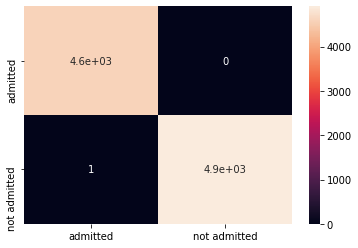 admitted
not admitted
4.6e+03
0
1
4.9e+03
admitted
not admitted
4000
3000
2000
1000
0